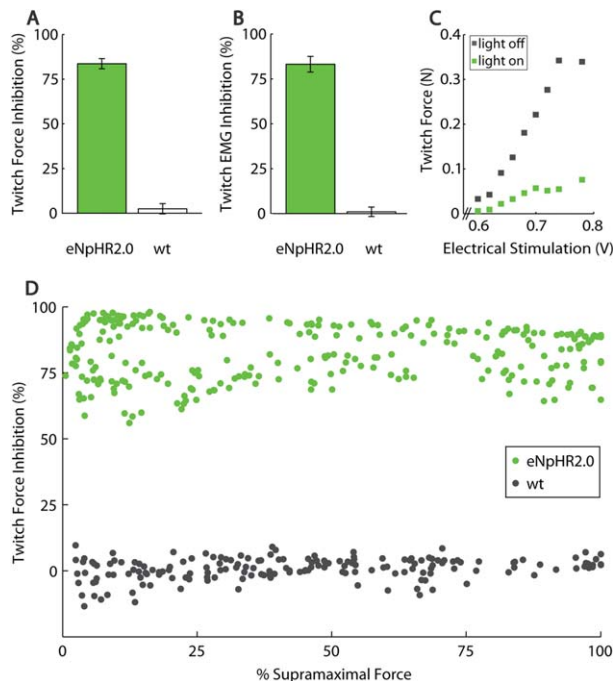 A
Twitch Force Inhibition (%)
100
75
50
25
0
eNpHR2.0 wt
B
Twitch EMG Inhibition (%)
100
75
50
25
0
eNpHR2.0 wt
C
light off
light on
Twitch Force (N)
0.4
0.3
0.2
0.1
0
0.6 0.7 0.8
Electrical Stimulation (V)
D
Twitch Force Inhibition (%)
100
75
50
25
0
eNpHR2.0
wt
0 25 50 75 100
% Supramaximal Force